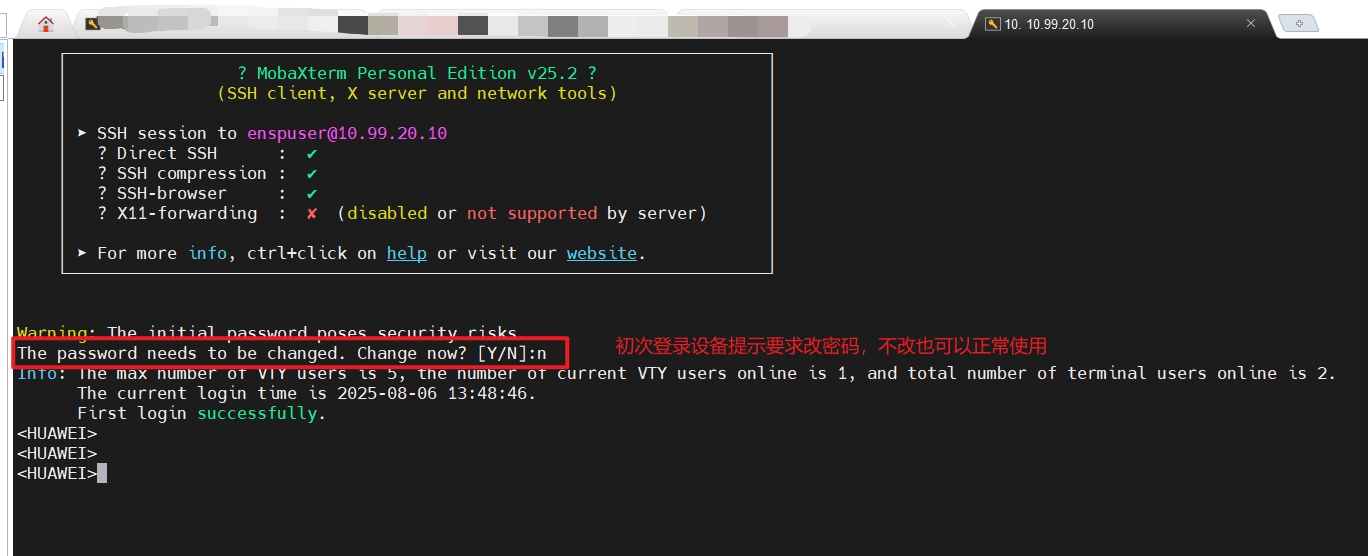 10. 10.99.20.10
? MobaXterm Personal Edition v25.2 ?
(SSH client, X server and network tools)
➤ SSH session to enspuser@10.99.20.10
? Direct SSH : ✔
? SSH compression : ✔
? SSH-browser : ✔
? X11-forwarding : ✘ (disabled or not supported by server)
➤ For more info, ctrl+click on help or visit our website.
Warning: The initial password poses security risks.
The password needs to be changed. Change now? [Y/N]:n
初次登录设备提示要求改密码，不改也可以正常使用
Info: The max number of VTY users is 5, the number of current VTY users online is 1, and total number of terminal users online is 2.
The current login time is 2025-08-06 13:48:46.
First login successfully.
<HUAWEI>
<HUAWEI>
<HUAWEI>